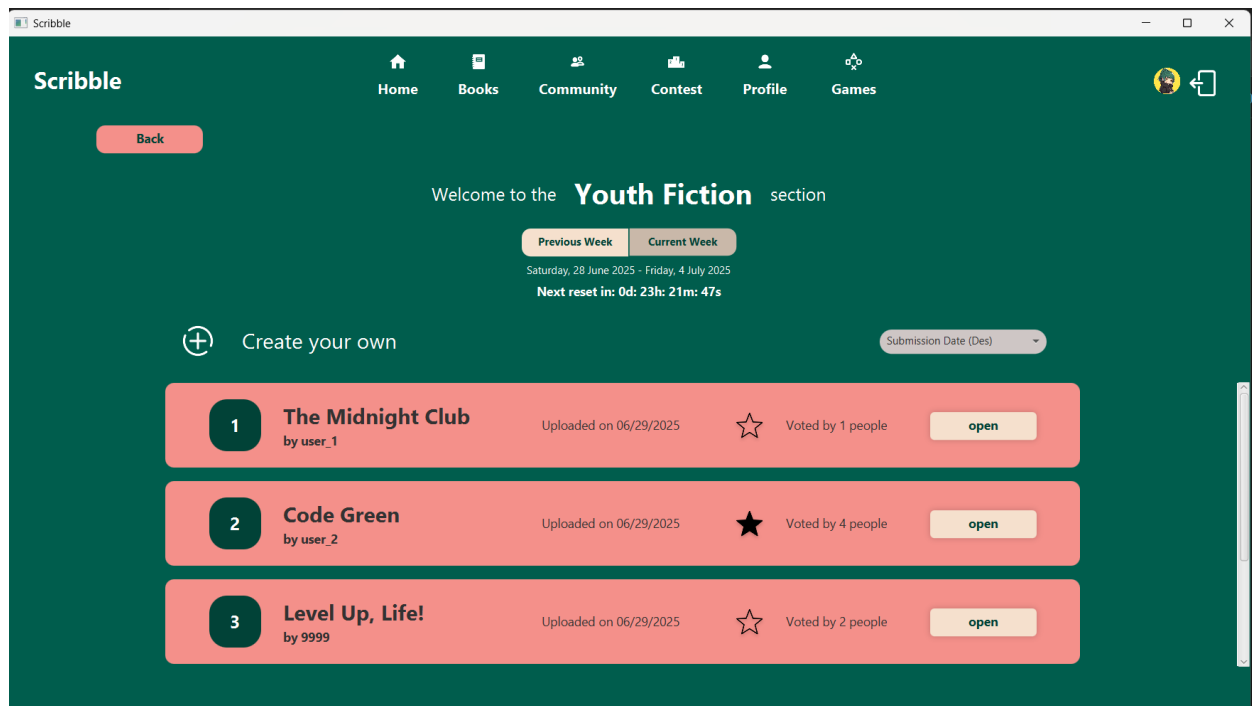 Scribble
Scribble
Home Books Community Contest Profile Games
Back
Welcome to the Youth Fiction section
Previous Week Current Week
Saturday, 28 June 2025 - Friday, 4 July 2025
Next reset in: 0d: 23h: 21m: 47s
Create your own Submission Date (Des)
1 The Midnight Club Uploaded on 06/29/2025 Voted by 1 people open
by user_1
2 Code Green Uploaded on 06/29/2025 Voted by 4 people open
by user_2
3 Level Up, Life! Uploaded on 06/29/2025 Voted by 2 people open
by 9999